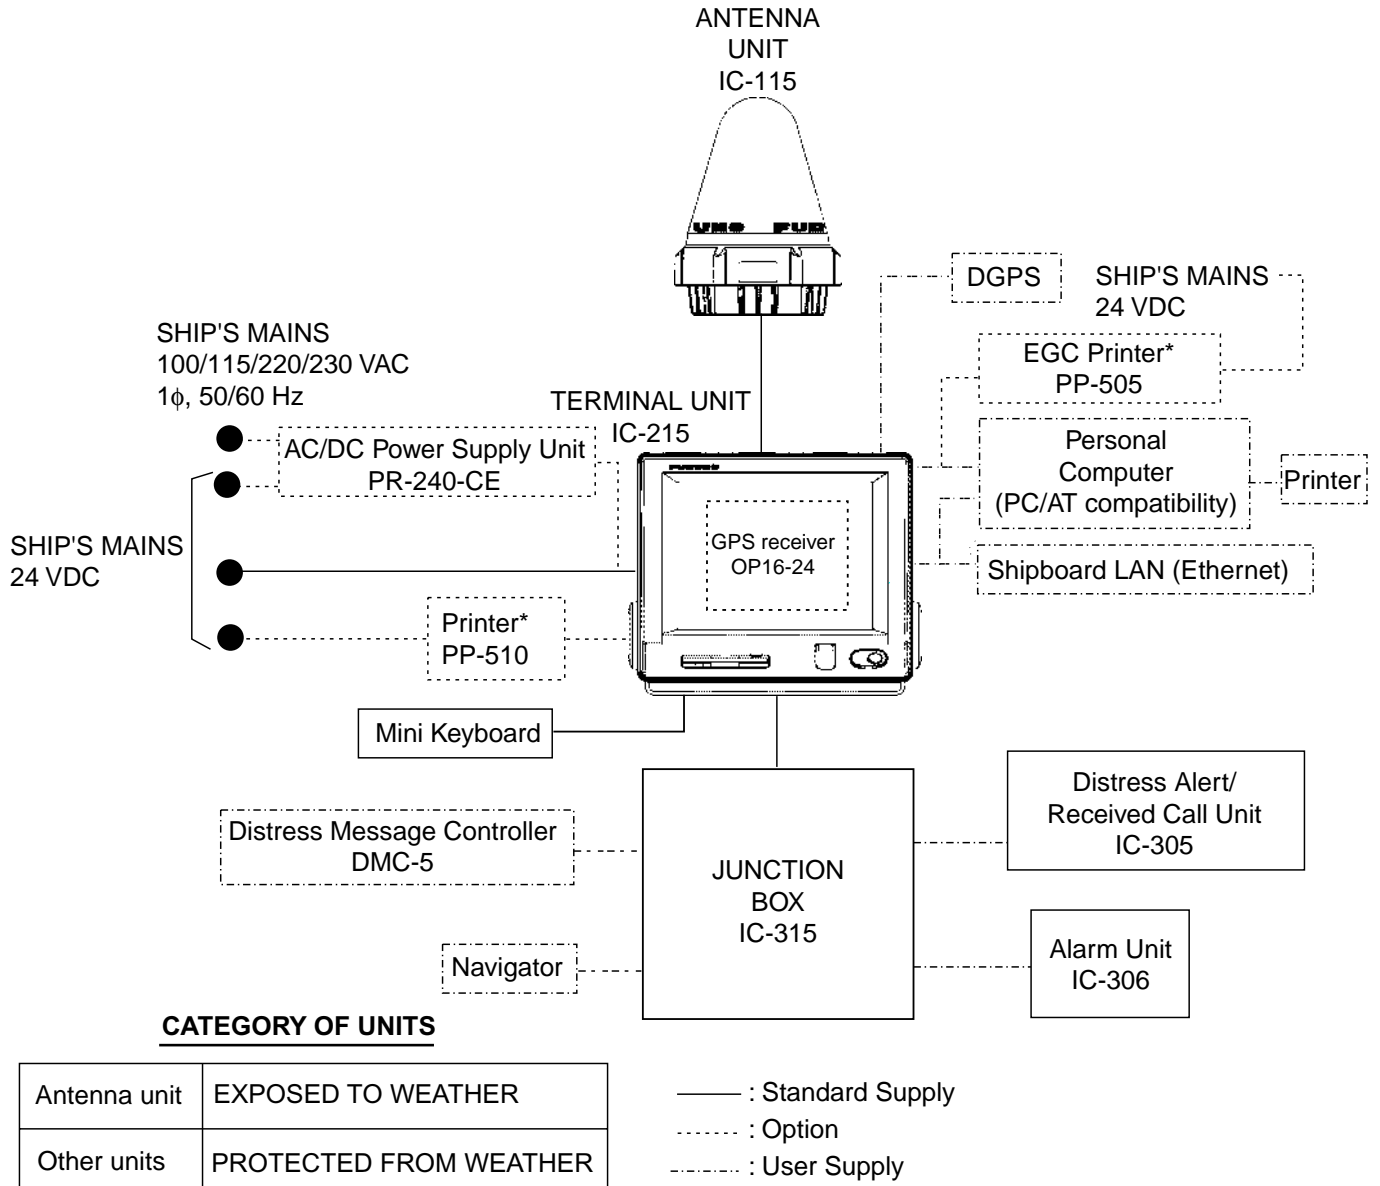 ANTENNA
UNIT
IC-115
DGPS
SHIP'S MAINS
24 VDC
SHIP'S MAINS
100/115/220/230 VAC
1ϕ, 50/60 Hz
EGC Printer*
PP-505
TERMINAL UNIT
IC-215
AC/DC Power Supply Unit
PR-240-CE
Personal
Computer
(PC/AT compatibility)
Printer
SHIP'S MAINS
24 VDC
GPS receiver
OP16-24
Shipboard LAN (Ethernet)
Printer*
PP-510
Mini Keyboard
Distress Message Controller
DMC-5
JUNCTION
BOX
IC-315
Distress Alert/
Received Call Unit
IC-305
Navigator
Alarm Unit
IC-306
CATEGORY OF UNITS
Antenna unit EXPOSED TO WEATHER
Other units PROTECTED FROM WEATHER
: Standard Supply
: Option
: User Supply